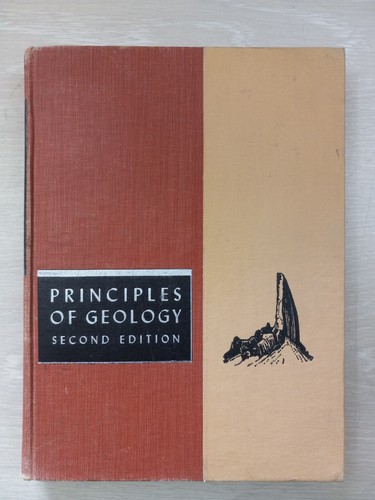 PRINCIPLES
OF GEOLOGY
SECOND EDITION